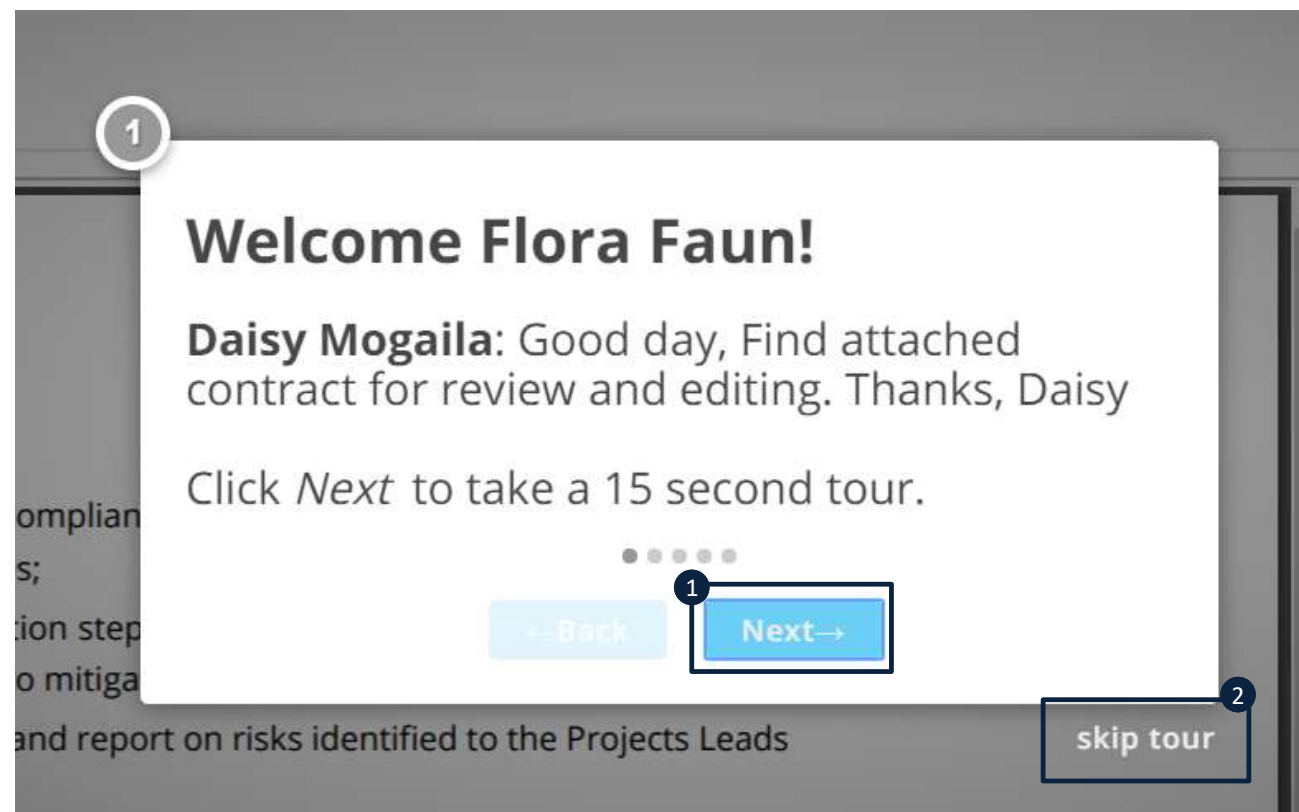 1
Welcome Flora Faun!
Daisy Mogaila: Good day, Find attached
contract for review and editing. Thanks, Daisy
Click Next to take a 15 second tour.
omplian
s;
1
tion step
←Back
Next→
o mitiga
2
and report on risks identified to the Projects Leads
skip tour